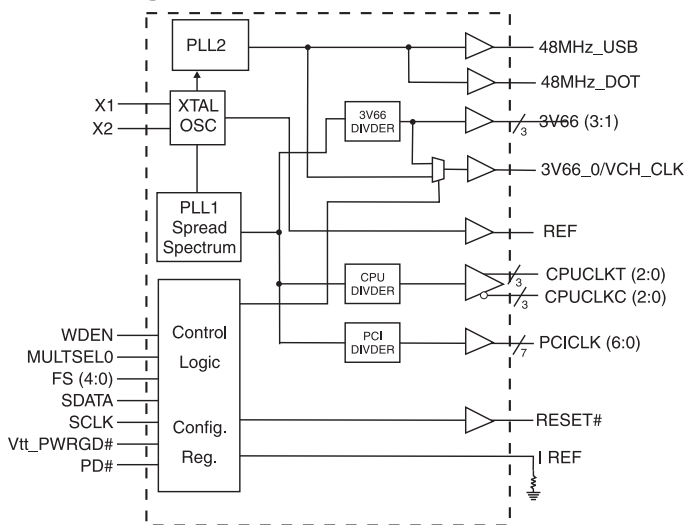 PLL2
48MHz_USB
48MHz_DOT
X1
X2
XTAL
OSC
3V66
DIVDER
3
3V66 (3:1)
3V66_0/VCH_CLK
PLL1
Spread
Spectrum
REF
CPU
DIVDER
3
CPUCLKT (2:0)
3
CPUCLKC (2:0)
PCI
DIVDER
7
PCICLK (6:0)
WDEN
MULTSEL0
FS (4:0)
SDATA
SCLK
Vtt_PWRGD#
PD#
Control
Logic
Config.
Reg.
RESET#
I REF